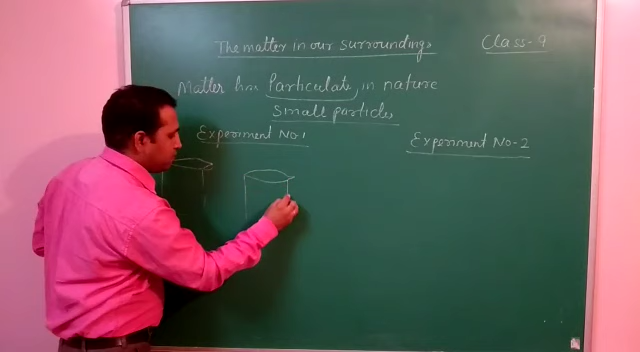 The matter in our surroundings
Class-9
Matter has Particulate in nature
Small particles
Experiment No-1
Experiment No-2